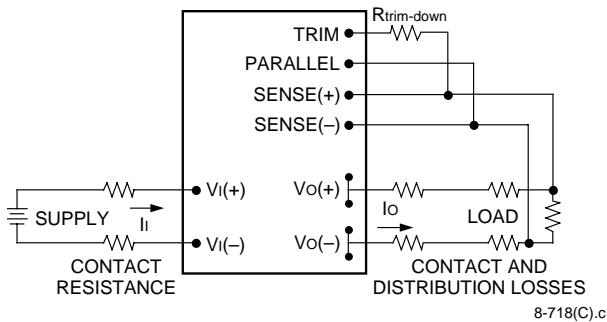 TRIM
Rtrim-down
PARALLEL
SENSE(+)
SENSE(–)
VI(+)
VO(+)
SUPPLY
II
IO
LOAD
VI(–)
VO(–)
CONTACT
RESISTANCE
CONTACT AND
DISTRIBUTION LOSSES
8-718(C).c